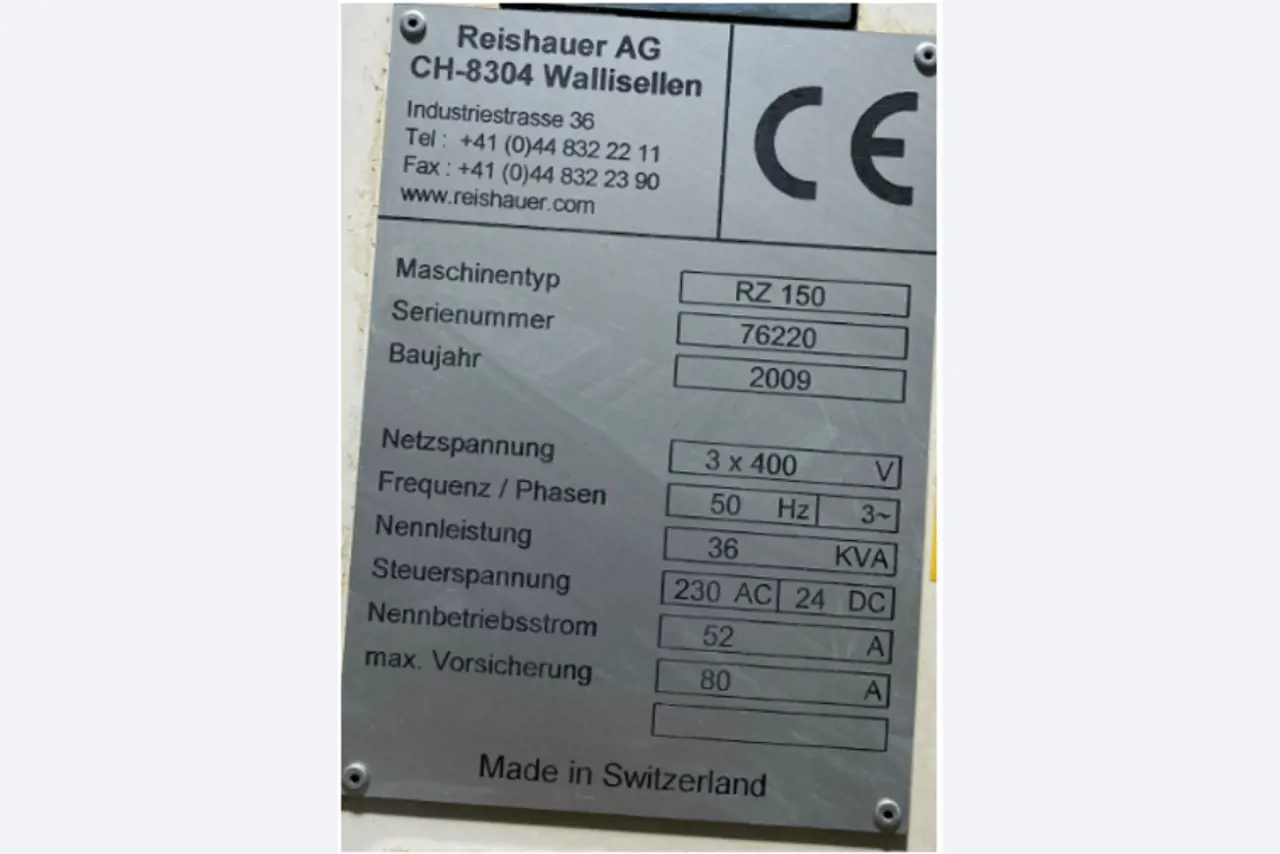 Reishauer AG
CH-8304 Wallisellen
Industriestrasse 36
Tel : +41 (0)44 832 22 11
Fax : +41 (0)44 832 23 90
www.reishauer.com
CE
Maschinentyp RZ 150
Serienummer 76220
Baujahr 2009
Netzspannung 3 x 400 V
Frequenz / Phasen 50 Hz 3~
Nennleistung 36 KVA
Steuerspannung 230 AC 24 DC
Nennbetriebsstrom 52 A
max. Vorsicherung 80 A
Made in Switzerland